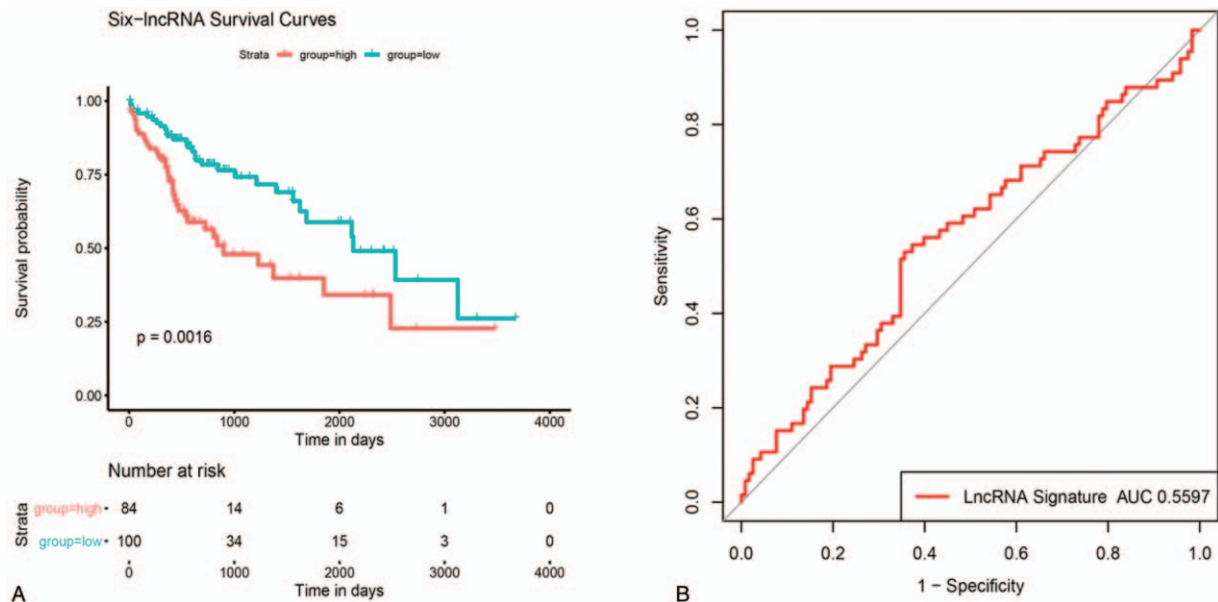 Six-lncRNA Survival Curves
Strata group=high group=low
1.00
0.75
0.50
0.25
0.00
Survival probability
p = 0.0016
0 1000 2000 3000 4000
Time in days
Number at risk
Strata
group=high 84 14 6 1 0
group=low 100 34 15 3 0
0 1000 2000 3000 4000
Time in days
A
1.0
0.8
0.6
0.4
0.2
0.0
Sensitivity
LncRNA Signature AUC 0.5597
0.0 0.2 0.4 0.6 0.8 1.0
1 - Specificity
B